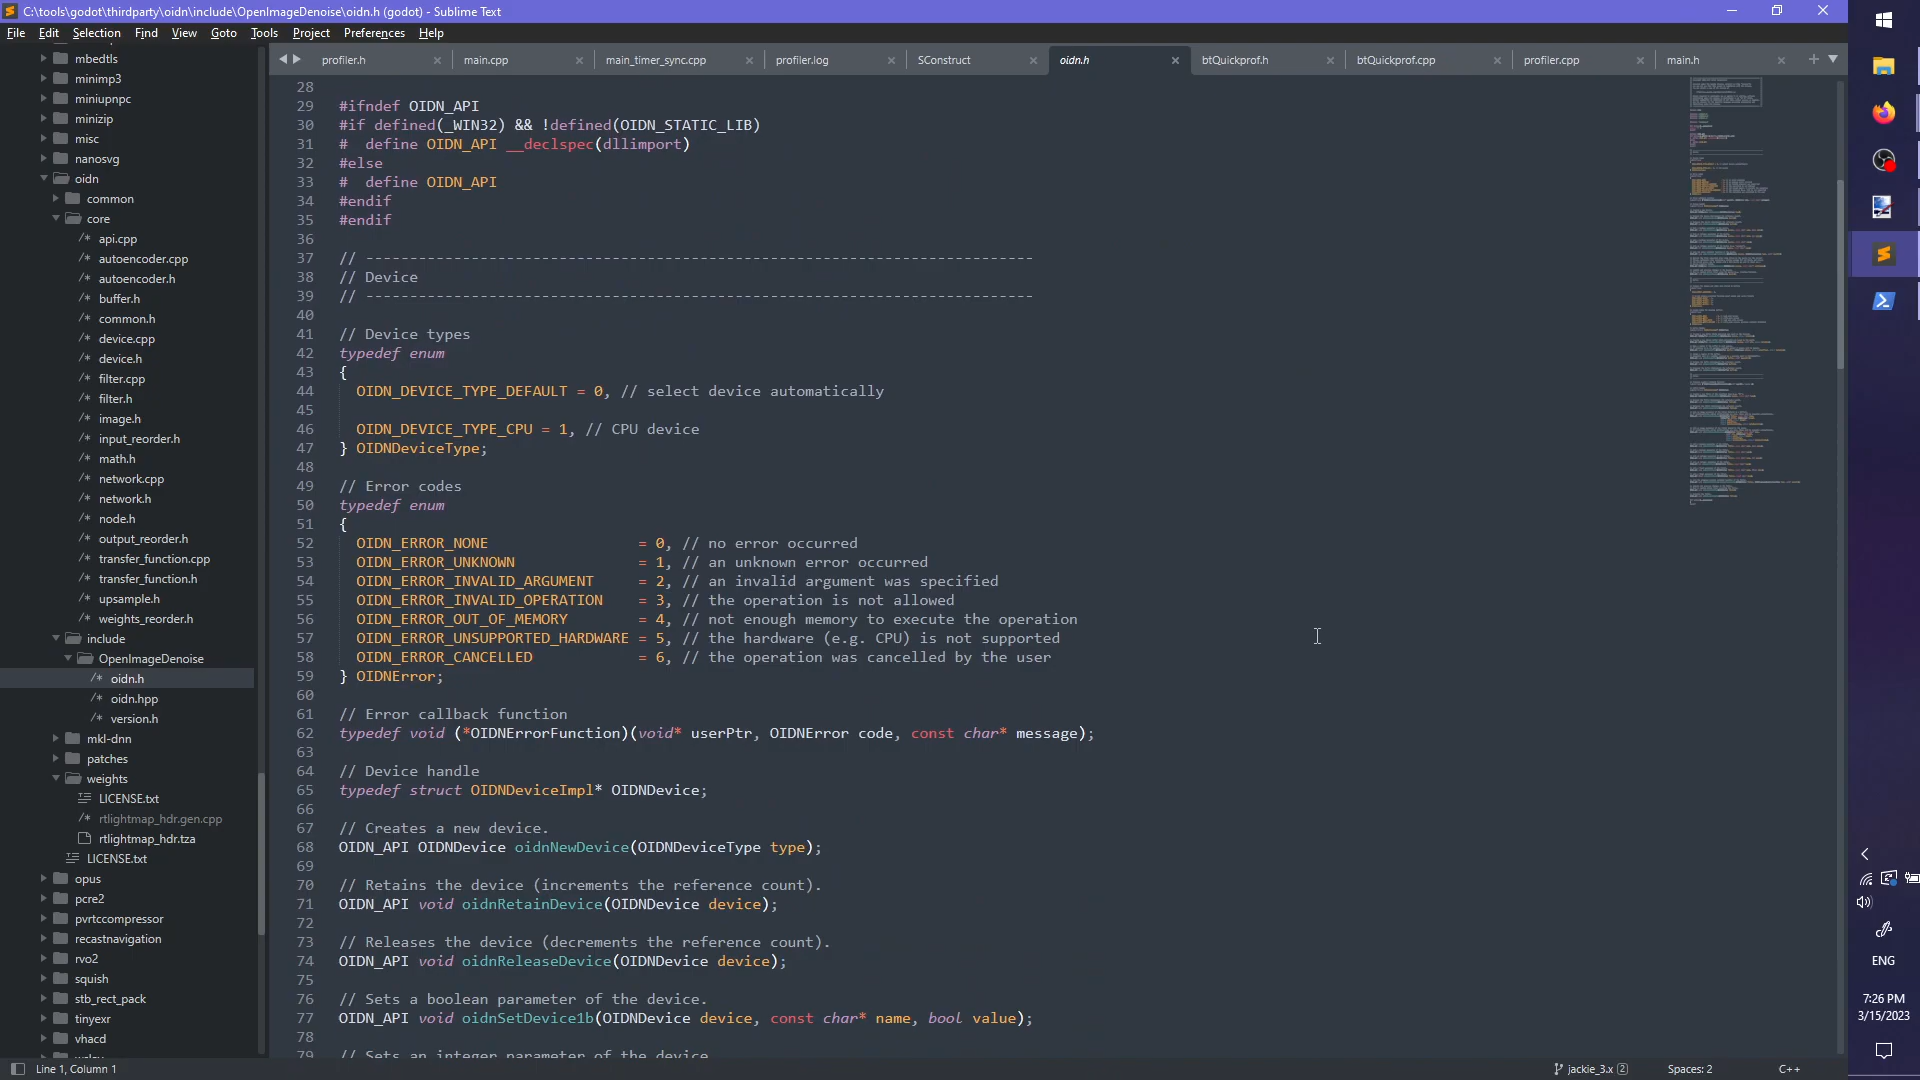 C:\tools\godot\thirdparty\oidn\include\OpenImageDenoise\oidn.h (godot) - Sublime Text
File Edit Selection Find View Goto Tools Project Preferences Help
profiler.h main.cpp main_timer_sync.cpp profiler.log SConstruct oidn.h btQuickprof.h btQuickprof.cpp profiler.cpp main.h
mbedtls
minimp3
miniupnpc
minizip
misc
nanosvg
oidn
common
core
/* api.cpp
/* autoencoder.cpp
/* autoencoder.h
/* buffer.h
/* common.h
/* device.cpp
/* device.h
/* filter.cpp
/* filter.h
/* image.h
/* input_reorder.h
/* math.h
/* network.cpp
/* network.h
/* node.h
/* output_reorder.h
/* transfer_function.cpp
/* transfer_function.h
/* upsample.h
/* weights_reorder.h
include
OpenImageDenoise
/* oidn.h
/* oidn.hpp
/* version.h
mkl-dnn
patches
weights
LICENSE.txt
/* rtlightmap_hdr.gen.cpp
rtlightmap_hdr.tza
LICENSE.txt
opus
pcre2
pvrtccompressor
recastnavigation
rvo2
squish
stb_rect_pack
tinyexr
vhacd
28
29 #ifndef OIDN_API
30 #if defined(_WIN32) && !defined(OIDN_STATIC_LIB)
31 #  define OIDN_API __declspec(dllimport)
32 #else
33 #  define OIDN_API
34 #endif
35 #endif
36
37 // ----------------------------------------------------------------------------
38 // Device
39 // ----------------------------------------------------------------------------
40
41 // Device types
42 typedef enum
43 {
44   OIDN_DEVICE_TYPE_DEFAULT = 0, // select device automatically
45
46   OIDN_DEVICE_TYPE_CPU = 1, // CPU device
47 } OIDNDeviceType;
48
49 // Error codes
50 typedef enum
51 {
52   OIDN_ERROR_NONE                 = 0, // no error occurred
53   OIDN_ERROR_UNKNOWN              = 1, // an unknown error occurred
54   OIDN_ERROR_INVALID_ARGUMENT     = 2, // an invalid argument was specified
55   OIDN_ERROR_INVALID_OPERATION    = 3, // the operation is not allowed
56   OIDN_ERROR_OUT_OF_MEMORY        = 4, // not enough memory to execute the operation
57   OIDN_ERROR_UNSUPPORTED_HARDWARE = 5, // the hardware (e.g. CPU) is not supported
58   OIDN_ERROR_CANCELLED            = 6, // the operation was cancelled by the user
59 } OIDNError;
60
61 // Error callback function
62 typedef void (*OIDNErrorFunction)(void* userPtr, OIDNError code, const char* message);
63
64 // Device handle
65 typedef struct OIDNDeviceImpl* OIDNDevice;
66
67 // Creates a new device.
68 OIDN_API OIDNDevice oidnNewDevice(OIDNDeviceType type);
69
70 // Retains the device (increments the reference count).
71 OIDN_API void oidnRetainDevice(OIDNDevice device);
72
73 // Releases the device (decrements the reference count).
74 OIDN_API void oidnReleaseDevice(OIDNDevice device);
75
76 // Sets a boolean parameter of the device.
77 OIDN_API void oidnSetDevice1b(OIDNDevice device, const char* name, bool value);
78
79 // Sets an integer parameter of the device
Line 1, Column 1
jackie_3.x 2
Spaces: 2
C++
ENG
7:26 PM
3/15/2023